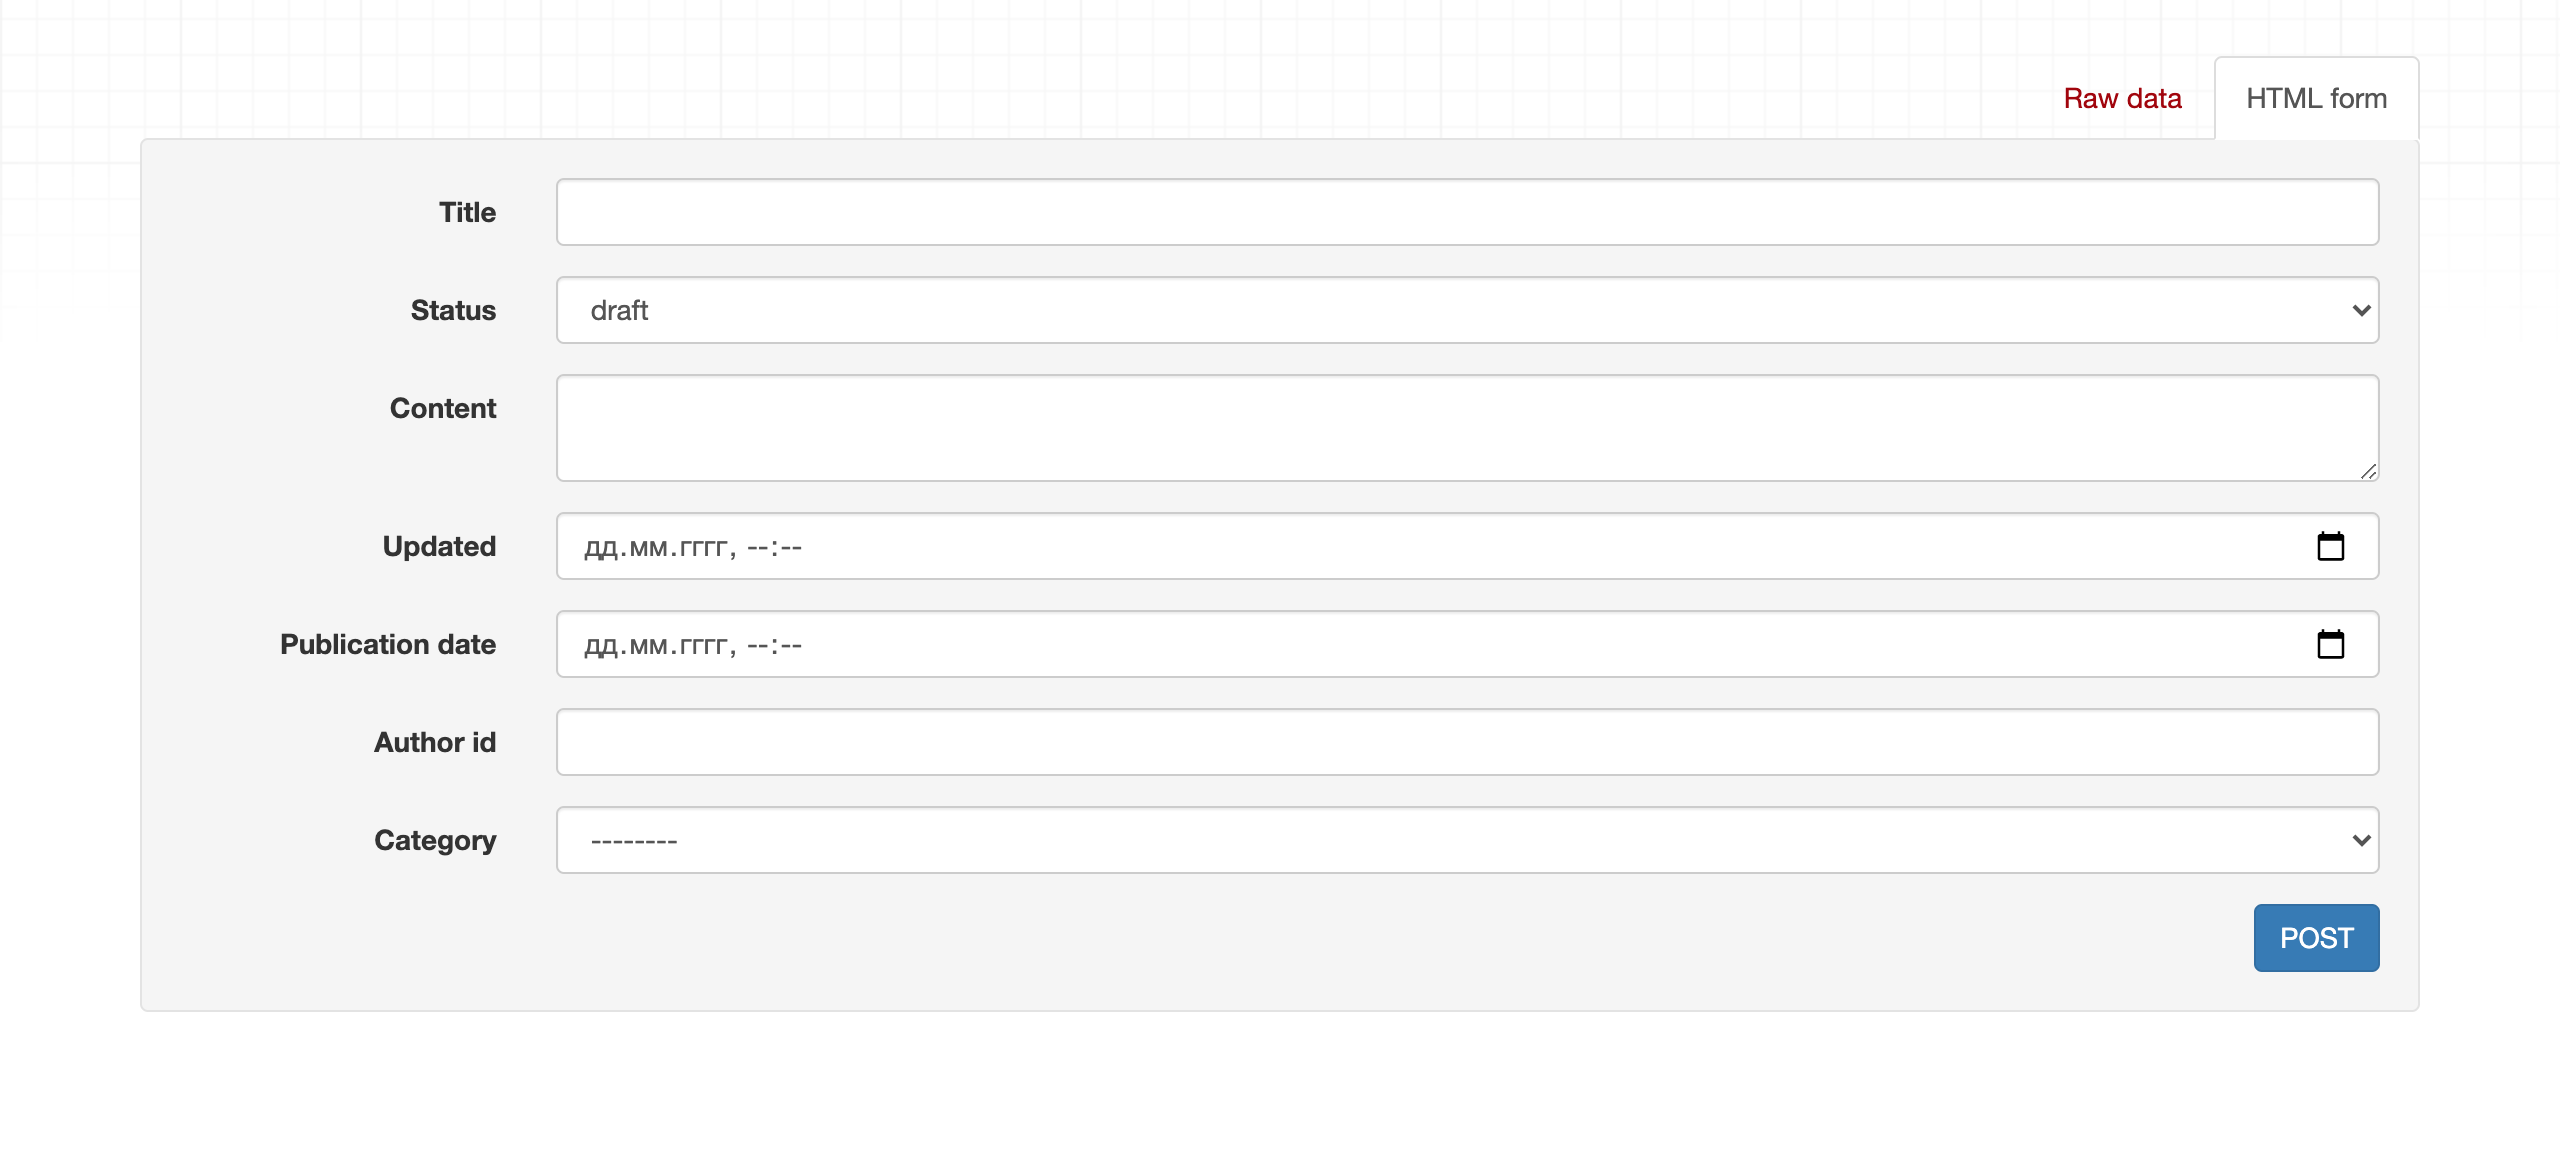 Raw data
HTML form
Title
Status
draft
Content
Updated
дд.мм.гггг, --:--
Publication date
дд.мм.гггг, --:--
Author id
Category
--------
POST